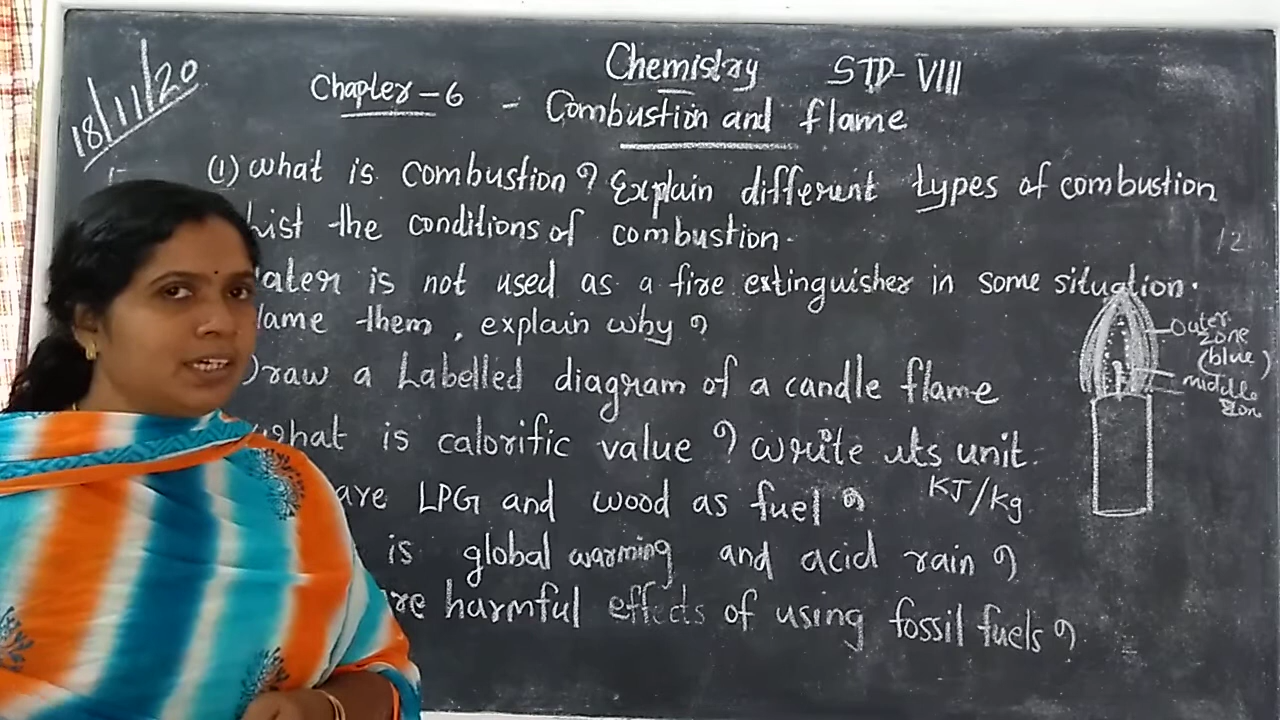 18/11/20
Chemistry STD-VIII
Chapter-6 - Combustion and flame
(1) What is combustion? Explain different types of combustion
List the conditions of combustion.
is not used as a fire extinguisher in some situation.
them, explain why?
Draw a Labelled diagram of a candle flame
What is calorific value? Write its unit.
KJ/Kg
LPG and wood as fuel?
is global warming and acid rain?
are harmful effects of using fossil fuels?
Outer
Zone
(blue)
middle